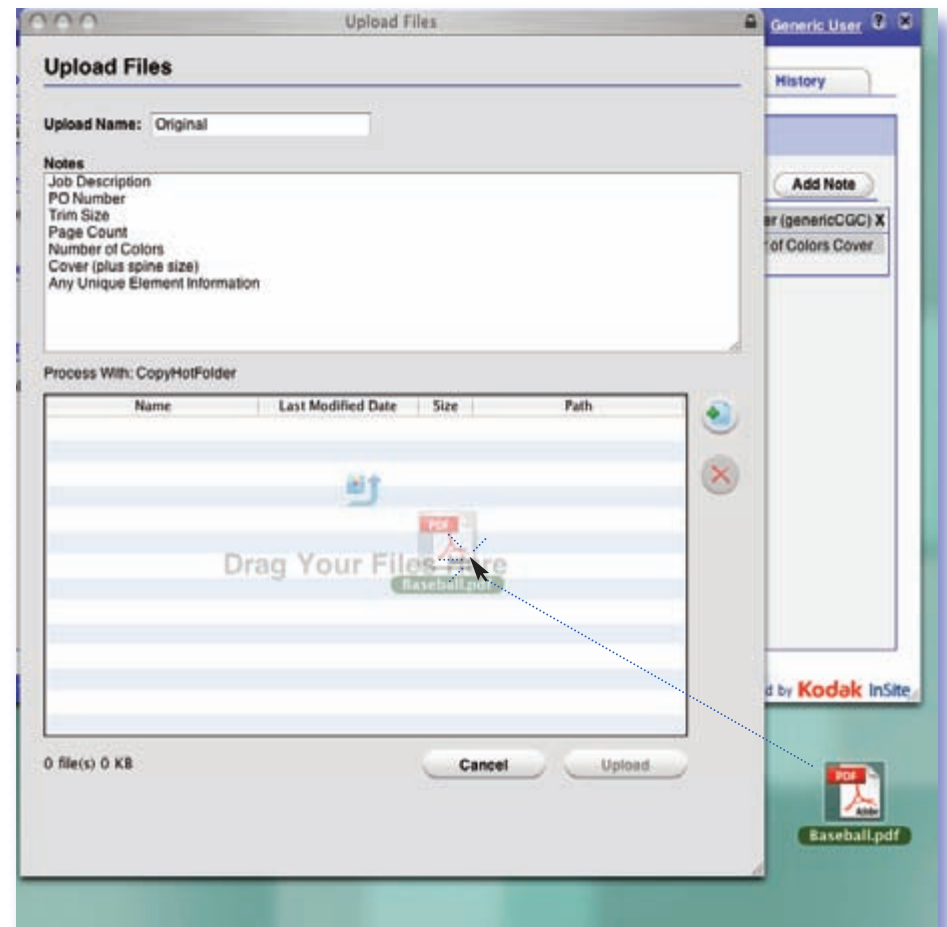 Upload Files
Generic User ? X
Upload Files
History
Upload Name: Original
Notes
Job Description
PO Number
Trim Size
Page Count
Number of Colors
Cover (plus spine size)
Any Unique Element Information
Add Note
er (genericCGC) X
of Colors Cover
Process With: CopyHotFolder
Name Last Modified Date Size Path
PDF
Drag Your Files Here
Baseball.pdf
d by Kodak InSite
0 file(s) 0 KB
Cancel Upload
PDF
Adobe
Baseball.pdf